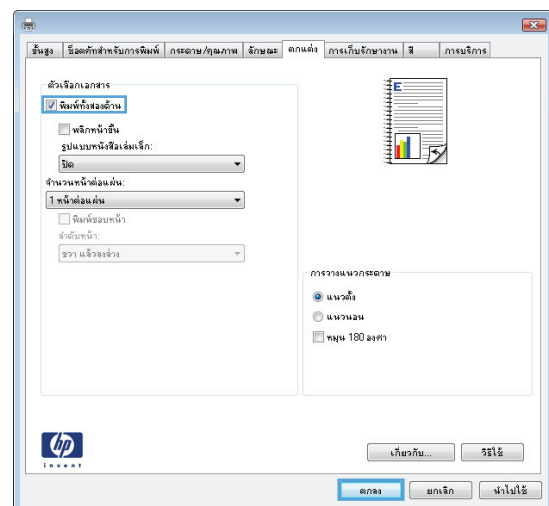 ขั้นสูง ช็อตคัทสำหรับการพิมพ์ กระดาษ/คุณภาพ ลักษณะ ตกแต่ง การเก็บรักษางาน สี การบริการ
ตัวเลือกเอกสาร
พิมพ์ทั้งสองด้าน
พลิกหน้าขึ้น
รูปแบบหนังสือเล่มเล็ก:
ปิด
จำนวนหน้าต่อแผ่น:
1 หน้าต่อแผ่น
พิมพ์ขอบหน้า
ลำดับหน้า:
ขวา แล้วลงล่าง
E
การวางแนวกระดาษ
แนวตั้ง
แนวนอน
หมุน 180 องศา
hp
invent
เกี่ยวกับ... วิธีใช้
ตกลง ยกเลิก นำไปใช้